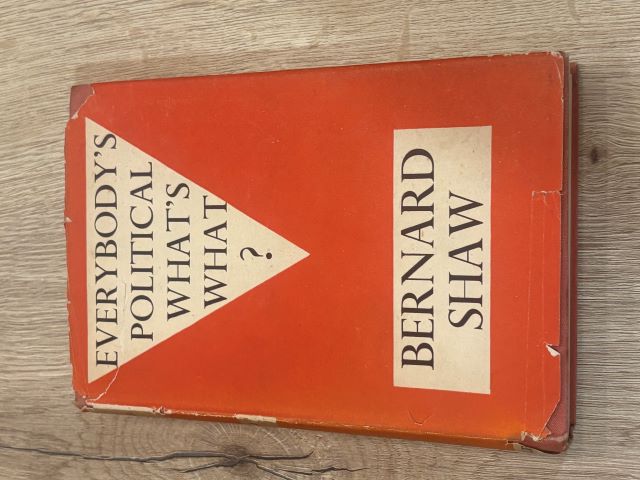 EVERYBODY'S
POLITICAL
WHAT'S
WHAT
?
BERNARD
SHAW